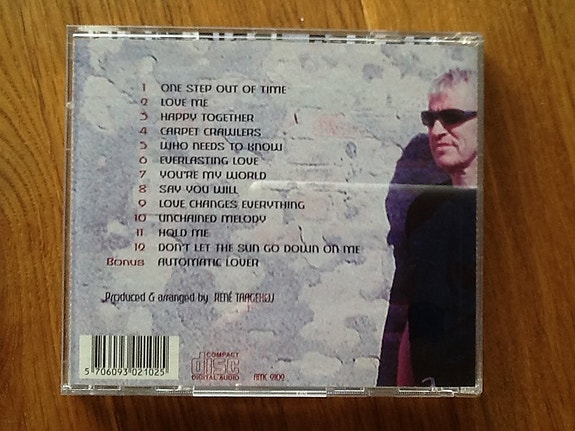 1 ONE STEP OUT OF TIME
2 LOVE ME
3 HAPPY TOGETHER
4 CARPET CRAWLERS
5 WHO NEEDS TO KNOW
6 EVERLASTING LOVE
7 YOU'RE MY WORLD
8 SAY YOU WILL
9 LOVE CHANGES EVERYTHING
10 UNCHAINED MELODY
11 HOLD ME
12 DON'T LET THE SUN GO DOWN ON ME
Bonus AUTOMATIC LOVER
Produced & arranged by RENÉ TAAGEHØJ
5 706093 021025
COMPACT
DISC
DIGITAL AUDIO